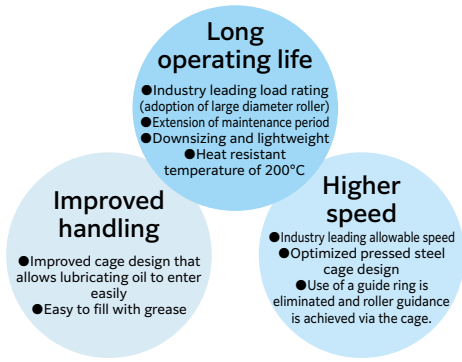 Long
operating life
●Industry leading load rating
(adoption of large diameter roller)
●Extension of maintenance period
●Downsizing and lightweight
●Heat resistant
temperature of 200°C
Improved
handling
●Improved cage design that
allows lubricating oil to enter
easily
●Easy to fill with grease
Higher
speed
●Industry leading allowable speed
●Optimized pressed steel
cage design
●Use of a guide ring is
eliminated and roller guidance
is achieved via the cage.